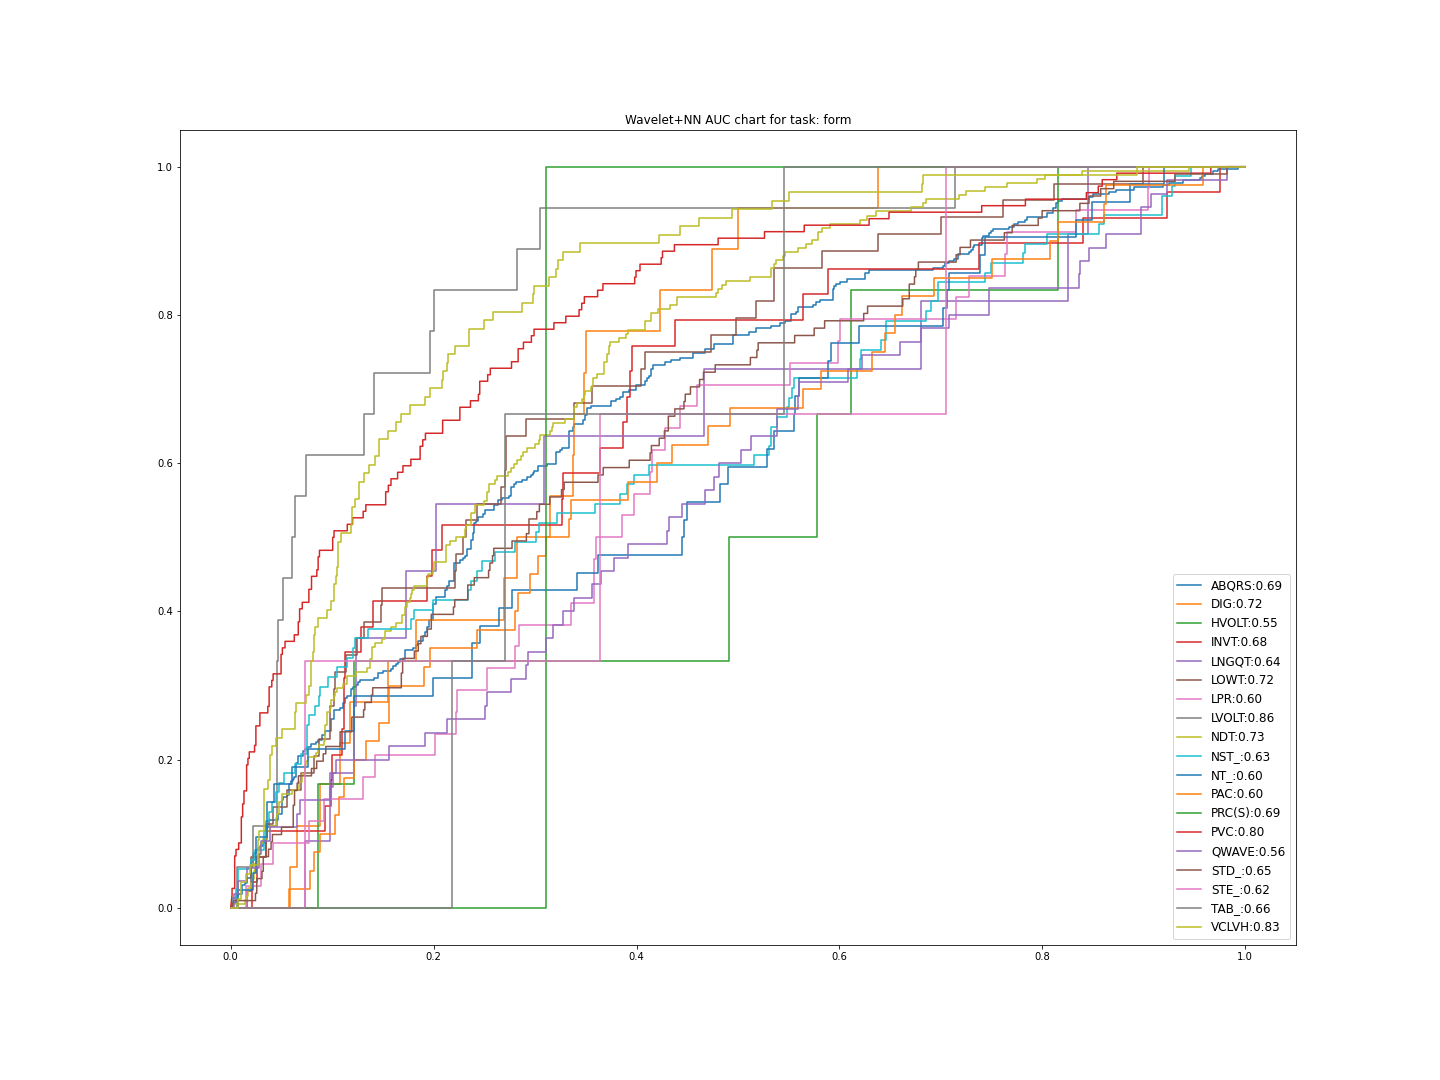 Wavelet+NN AUC chart for task: form
1.0
0.8
0.6
0.4
0.2
0.0
0.0 0.2 0.4 0.6 0.8 1.0
ABQRS:0.69
DIG:0.72
HVOLT:0.55
INVT:0.68
LNGQT:0.64
LOWT:0.72
LPR:0.60
LVOLT:0.86
NDT:0.73
NST_:0.63
NT_:0.60
PAC:0.60
PRC(S):0.69
PVC:0.80
QWAVE:0.56
STD_:0.65
STE_:0.62
TAB_:0.66
VCLVH:0.83